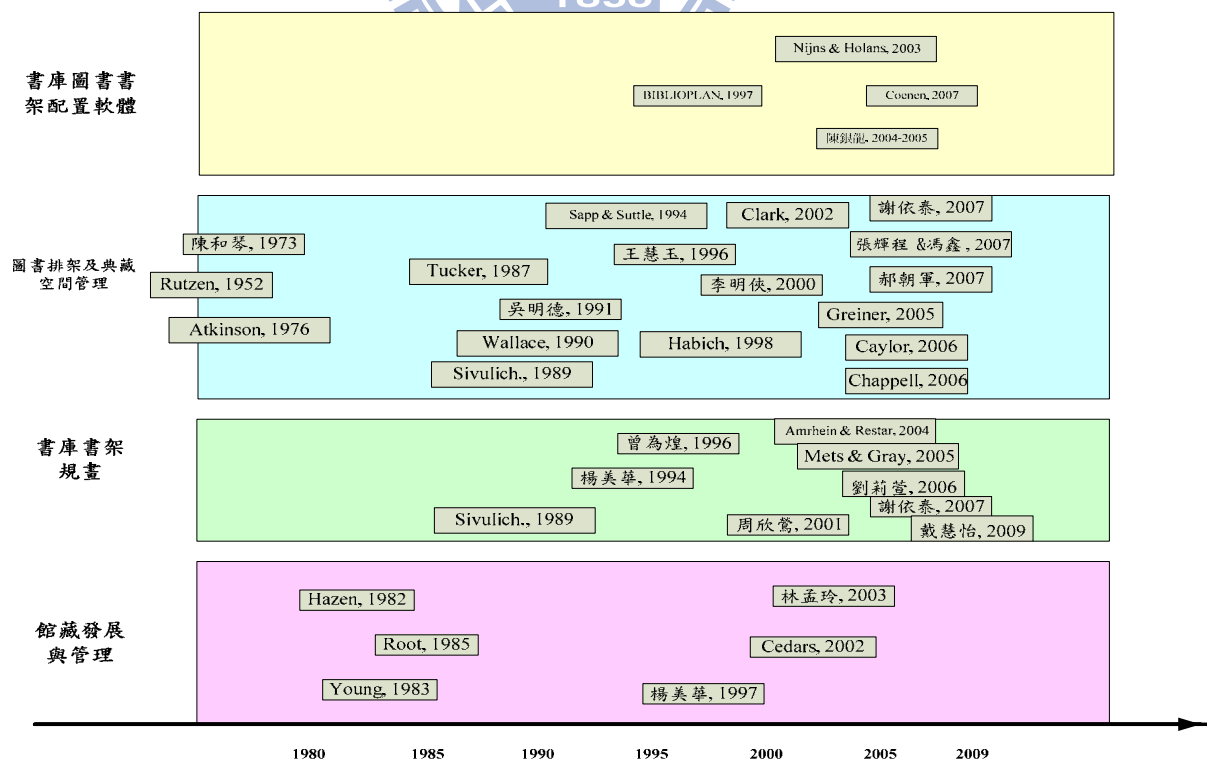 1838
書庫圖書書
架配置軟體
Nijns & Holans, 2003
BIBLIOPLAN, 1997
Coenen, 2007
陳銀龍, 2004-2005
圖書排架及典藏
空間管理
陳和琴, 1973
Rutzen, 1952
Atkinson, 1976
Sapp & Suttle, 1994
Clark, 2002
謝依泰, 2007
王慧玉, 1996
張輝程 &馮鑫, 2007
Tucker, 1987
李明俠, 2000
郝朝軍, 2007
吳明德, 1991
Greiner, 2005
Wallace, 1990
Habich, 1998
Caylor, 2006
Sivulich., 1989
Chappell, 2006
書庫書架
規畫
Amrhein & Restar, 2004
曾為煌, 1996
Mets & Gray, 2005
楊美華, 1994
劉莉萱, 2006
謝依泰, 2007
Sivulich., 1989
周欣鶯, 2001
戴慧怡, 2009
館藏發展
與管理
Hazen, 1982
林孟玲, 2003
Root, 1985
Cedars, 2002
Young, 1983
楊美華, 1997
1980 1985 1990 1995 2000 2005 2009